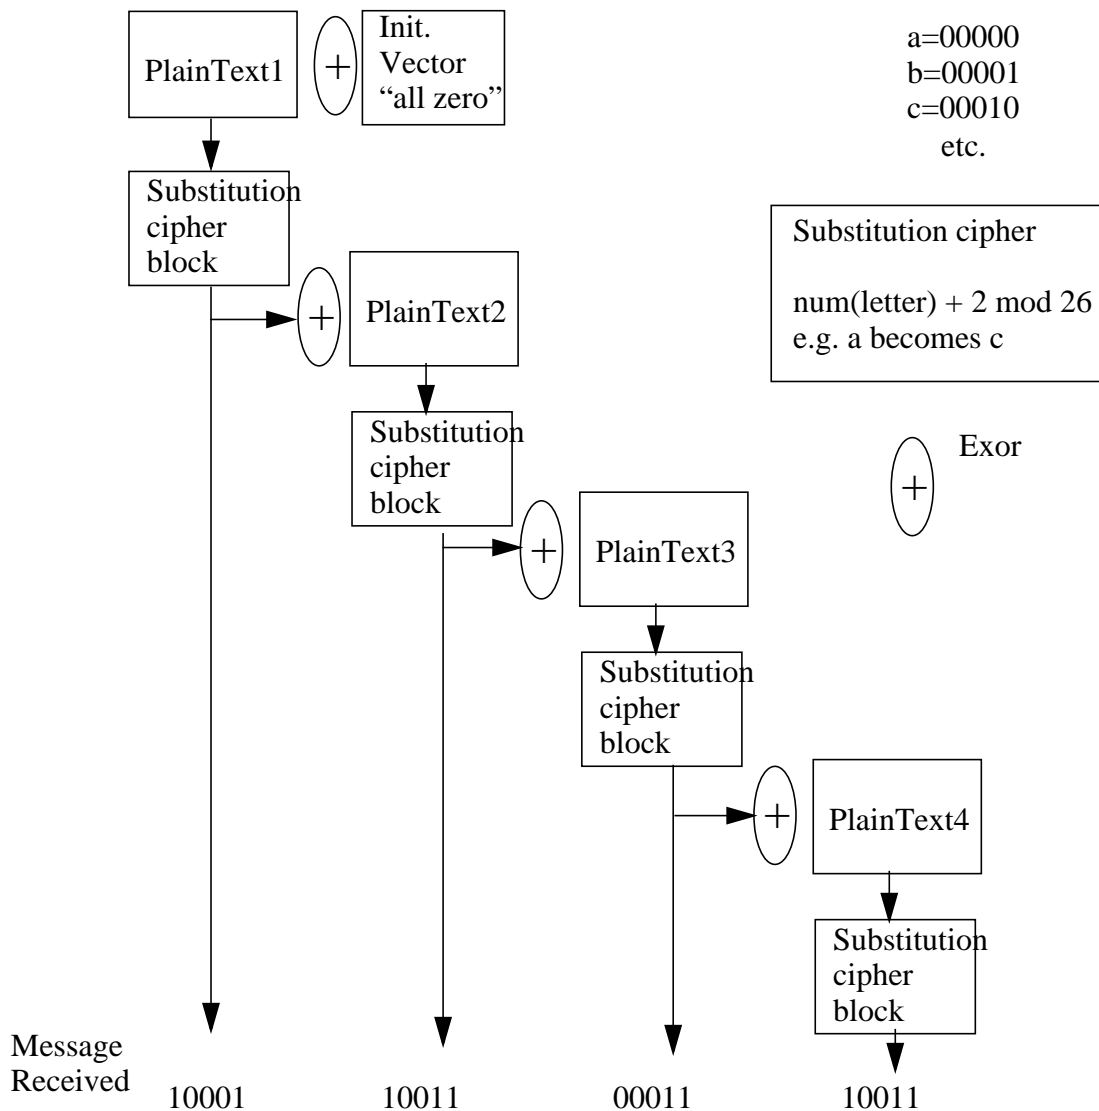 PlainText1
+
Init.
Vector
“all zero”
a=00000
b=00001
c=00010
etc.
Substitution
cipher
block
Substitution cipher
num(letter) + 2 mod 26
e.g. a becomes c
+
PlainText2
Substitution
cipher
block
Exor
+
+
PlainText3
Substitution
cipher
block
+
PlainText4
Substitution
cipher
block
Message
Received
10001
10011
00011
10011